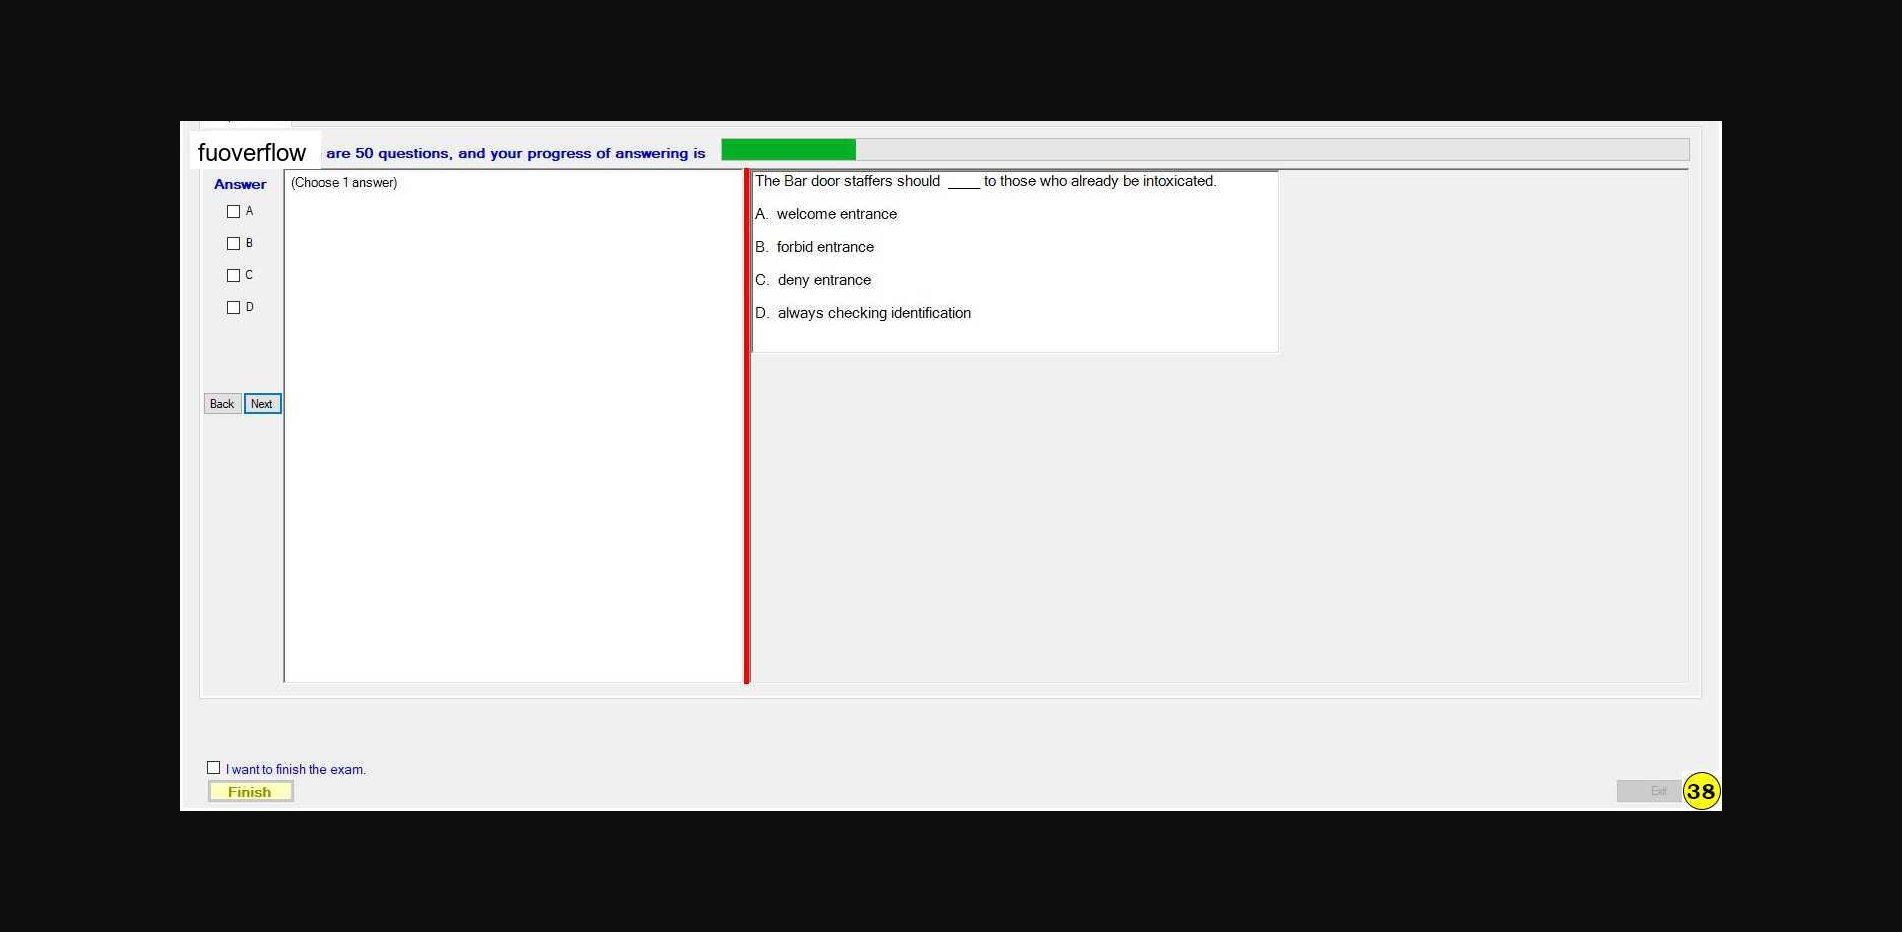 fuoverflow are 50 questions, and your progress of answering is
Answer
(Choose 1 answer)
A
B
C
D
Back Next
The Bar door staffers should ____ to those who already be intoxicated.
A. welcome entrance
B. forbid entrance
C. deny entrance
D. always checking identification
I want to finish the exam.
Finish
Exit
38